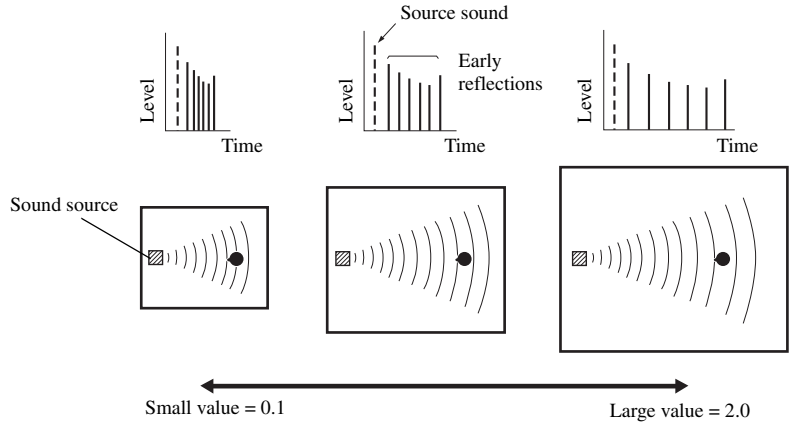 Source sound
Early
reflections
Level
Time
Level
Time
Level
Time
Sound source
Small value = 0.1
Large value = 2.0